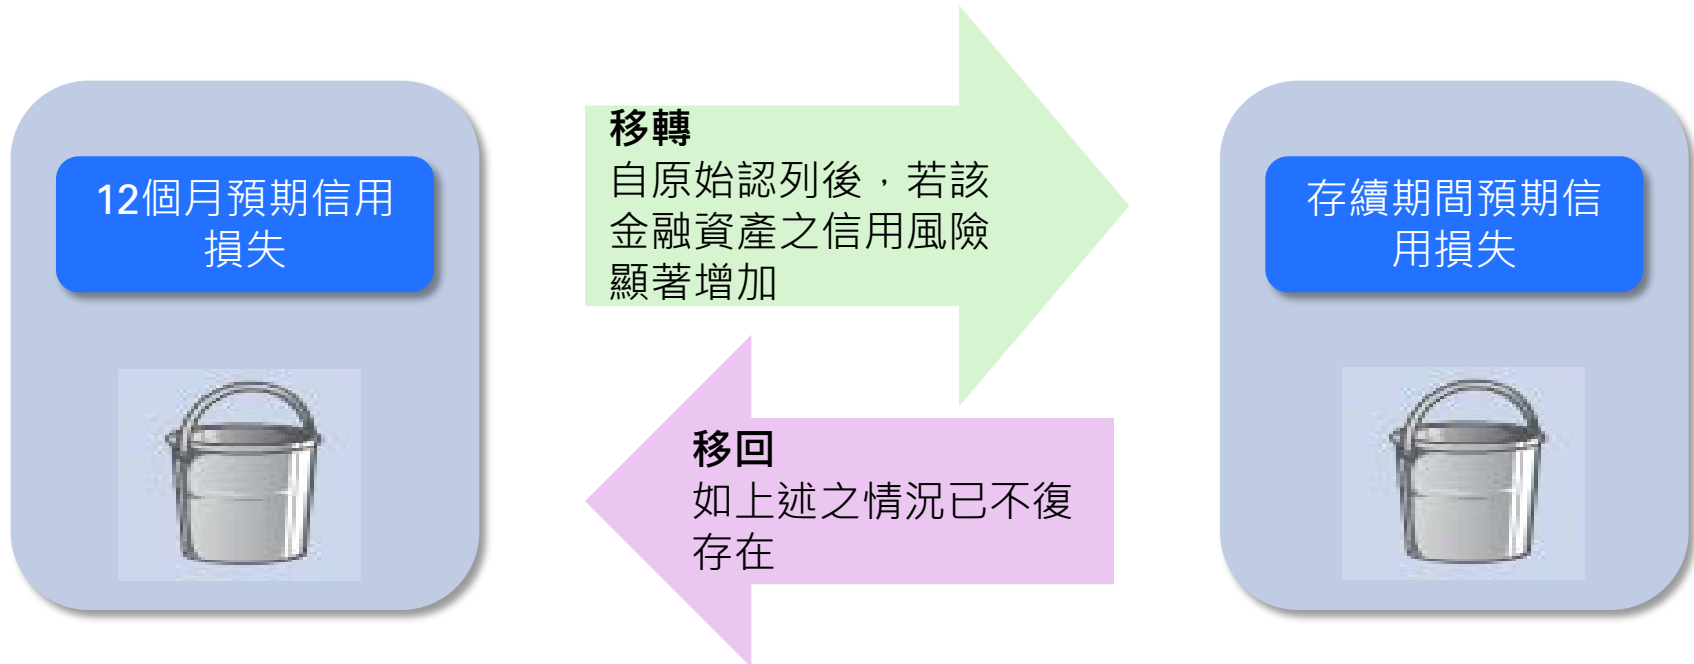 12個月預期信用
損失
移轉
自原始認列後，若該
金融資產之信用風險
顯著增加
存續期間預期信
用損失
移回
如上述之情況已不復
存在